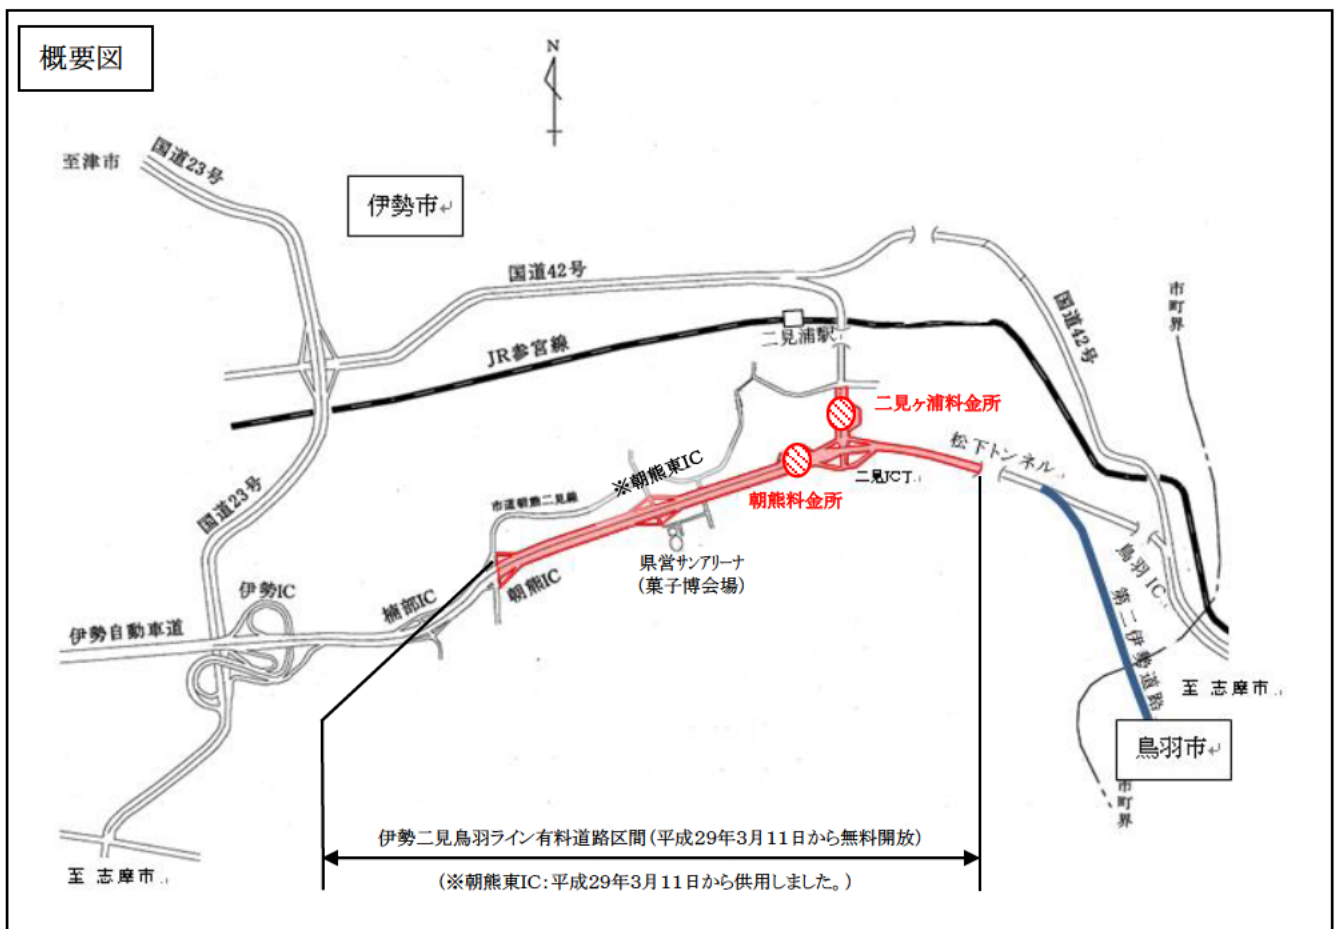 概要図
N
至津市
国道23号
伊勢市
国道42号
国道42号
市町界
JR参宮線
二見浦駅
二見ヶ浦料金所
※朝熊東IC
松下トンネル
二見JCT
国道23号
市道朝熊二見線
朝熊料金所
県営サンアリーナ
(菓子博会場)
鳥羽IC
朝熊IC
伊勢IC
楠部IC
伊勢自動車道
第二伊勢道路
至 志摩市
鳥羽市
市町界
伊勢二見鳥羽ライン有料道路区間(平成29年3月11日から無料開放)
至 志摩市
(※朝熊東IC:平成29年3月11日から供用しました。)